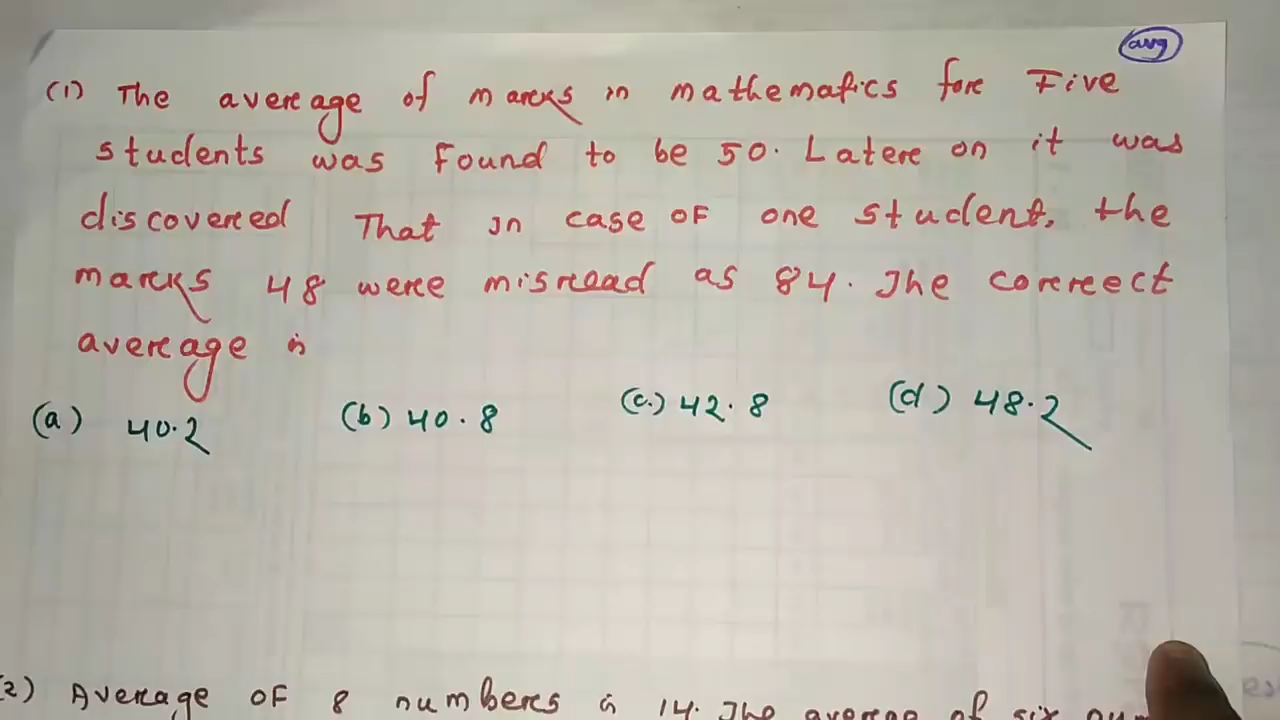 avg
(1) The average of marks in mathematics for Five
students was found to be 50. Later on it was
discovered That in case of one student, the
marks 48 were misread as 84. The correct
average is
(a) 40.2 (b) 40.8 (c.) 42.8 (d) 48.2
2) Average of 8 numbers is 14. The average of six